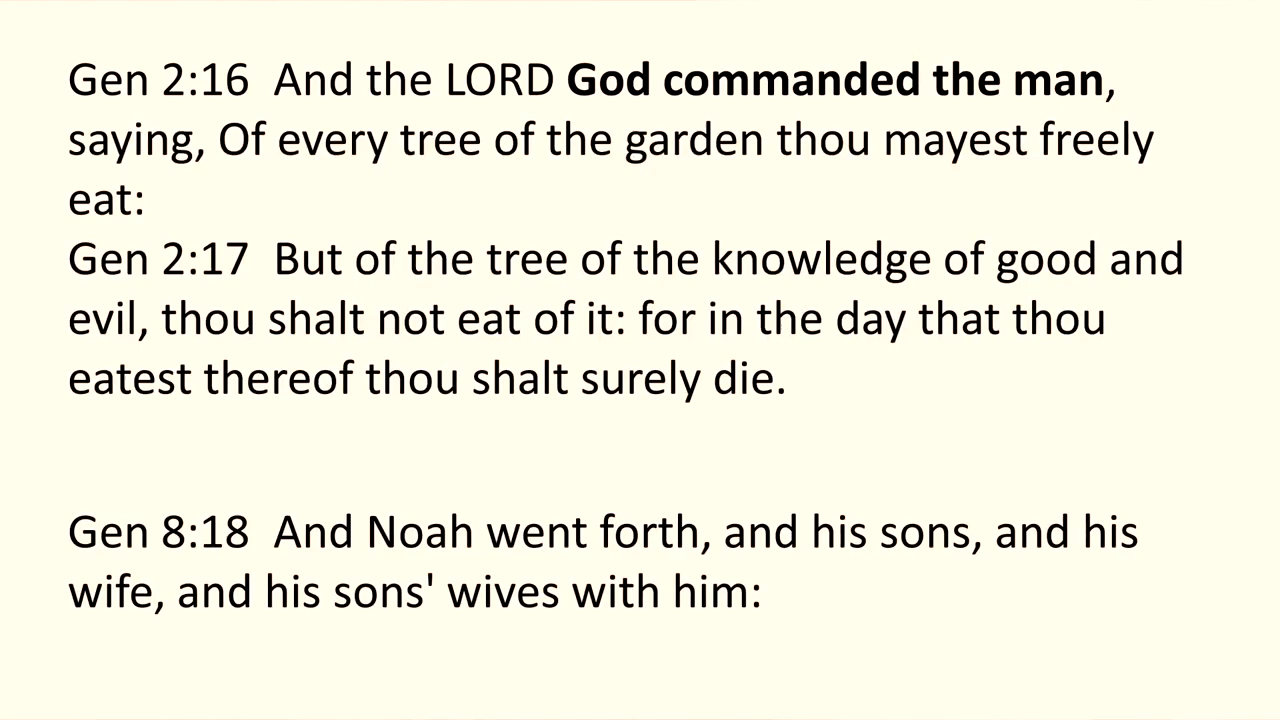 Gen 2:16  And the LORD God commanded the man,
saying, Of every tree of the garden thou mayest freely
eat:
Gen 2:17  But of the tree of the knowledge of good and
evil, thou shalt not eat of it: for in the day that thou
eatest thereof thou shalt surely die.
Gen 8:18  And Noah went forth, and his sons, and his
wife, and his sons' wives with him: